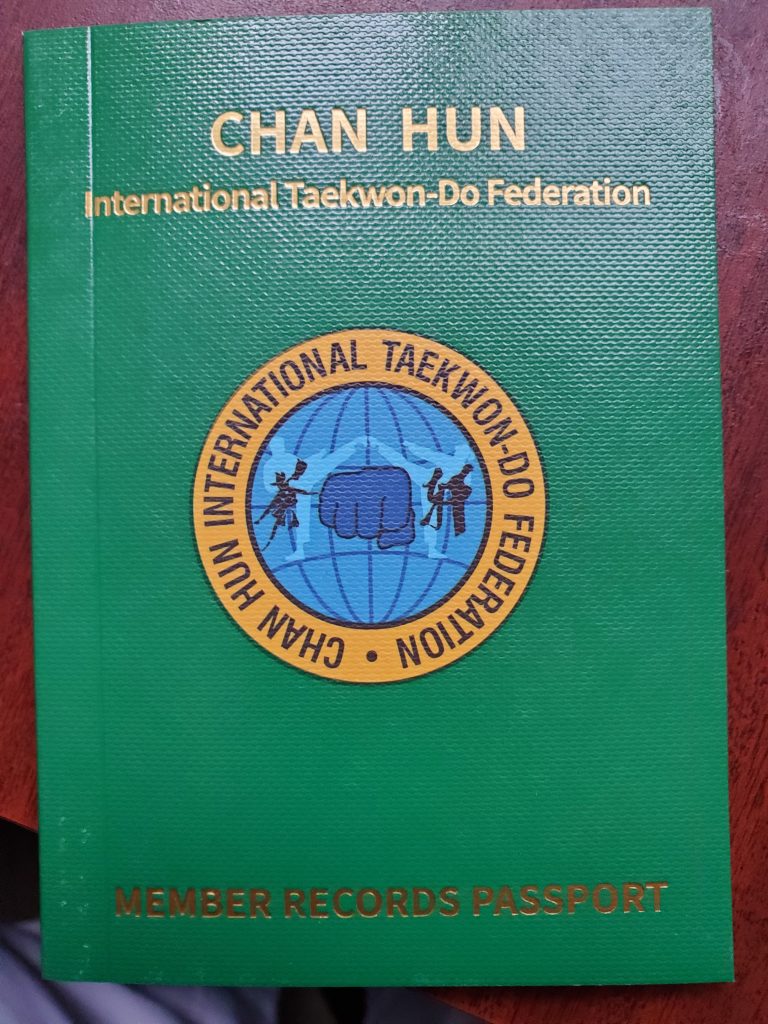 CHAN HUN
International Taekwon-Do Federation
CHAN HUN INTERNATIONAL TAEKWON-DO FEDERATION •
MEMBER RECORDS PASSPORT